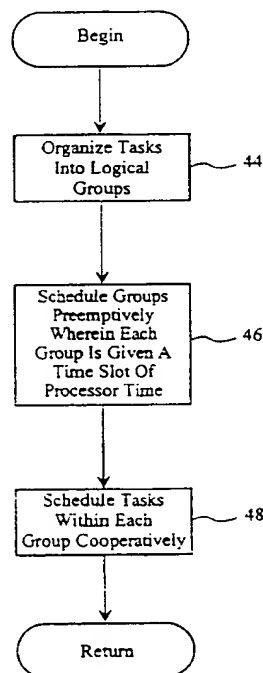 Begin
Organize Tasks
Into Logical
Groups
44
Schedule Groups
Preemptively
Wherein Each
Group Is Given A
Time Slot Of
Processor Time
46
Schedule Tasks
Within Each
Group Cooperatively
48
Return